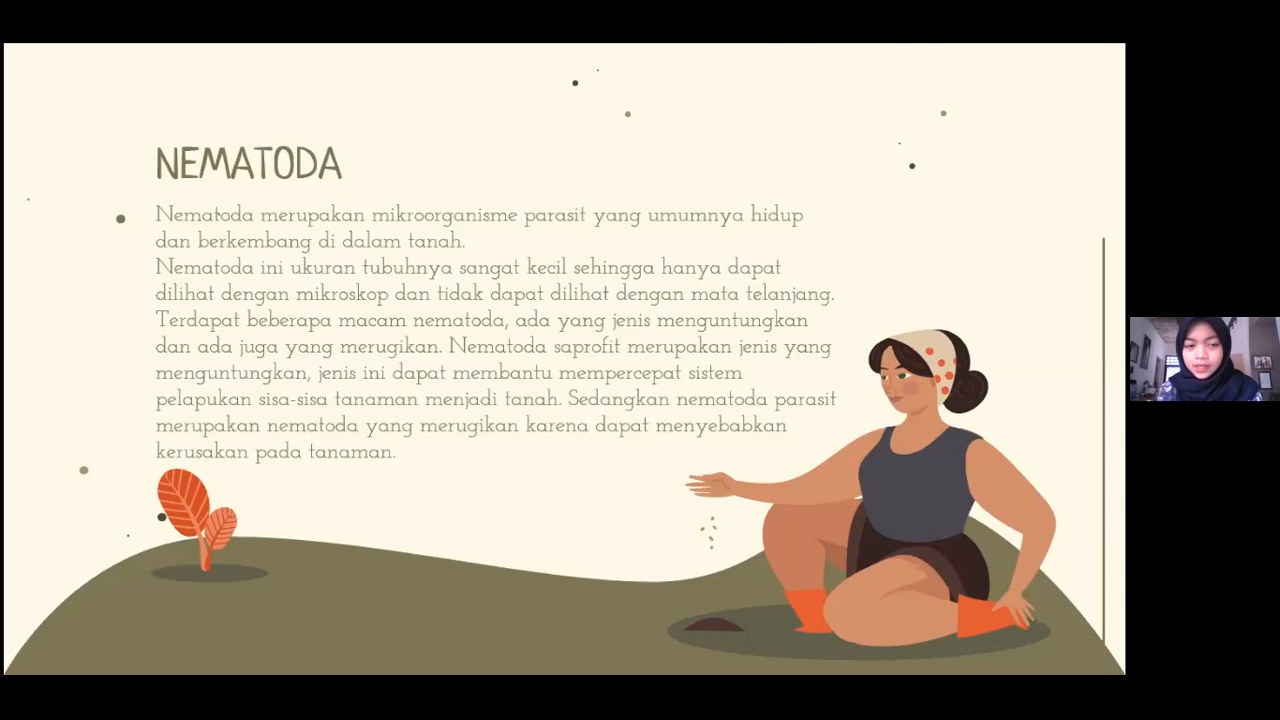 NEMATODA
Nematoda merupakan mikroorganisme parasit yang umumnya hidup
dan berkembang di dalam tanah.
Nematoda ini ukuran tubuhnya sangat kecil sehingga hanya dapat
dilihat dengan mikroskop dan tidak dapat dilihat dengan mata telanjang.
Terdapat beberapa macam nematoda, ada yang jenis menguntungkan
dan ada juga yang merugikan. Nematoda saprofit merupakan jenis yang
menguntungkan, jenis ini dapat membantu mempercepat sistem
pelapukan sisa-sisa tanaman menjadi tanah. Sedangkan nematoda parasit
merupakan nematoda yang merugikan karena dapat menyebabkan
kerusakan pada tanaman.